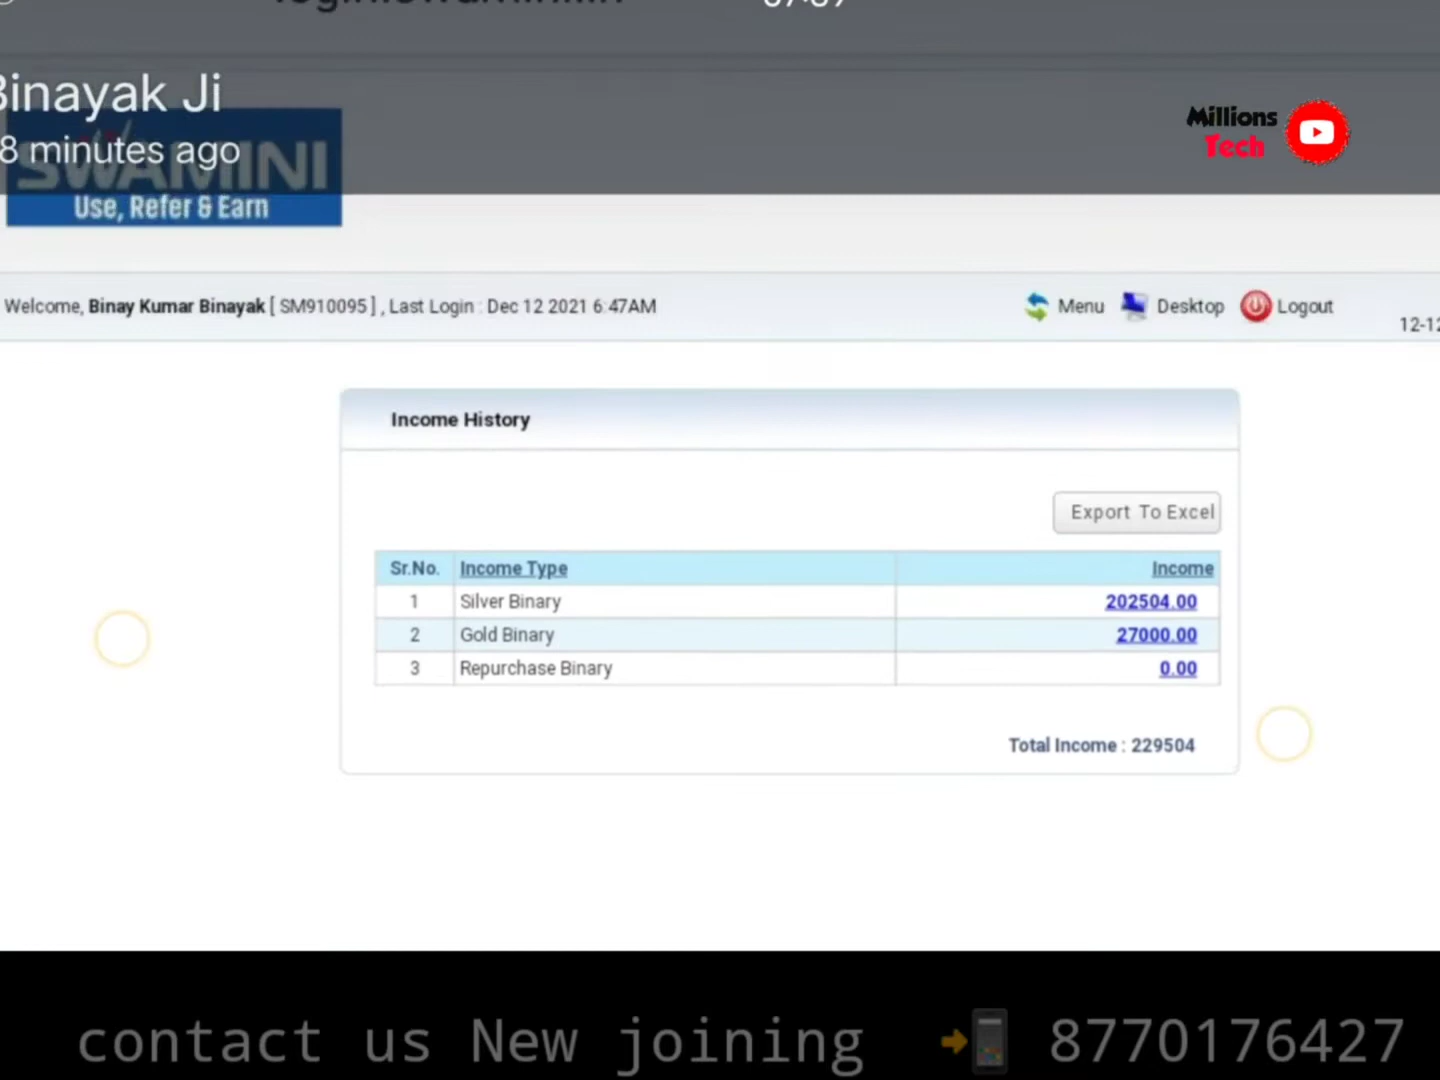 Binayak Ji
8 minutes ago
Millions
Tech
SWAMINI
Use, Refer & Earn
Welcome, Binay Kumar Binayak [ SM910095 ] , Last Login : Dec 12 2021 6:47AM
Menu
Desktop
Logout
12-12
Income History
Export To Excel
Sr.No. Income Type Income
1 Silver Binary 202504.00
2 Gold Binary 27000.00
3 Repurchase Binary 0.00
Total Income : 229504
contact us New joining 8770176427